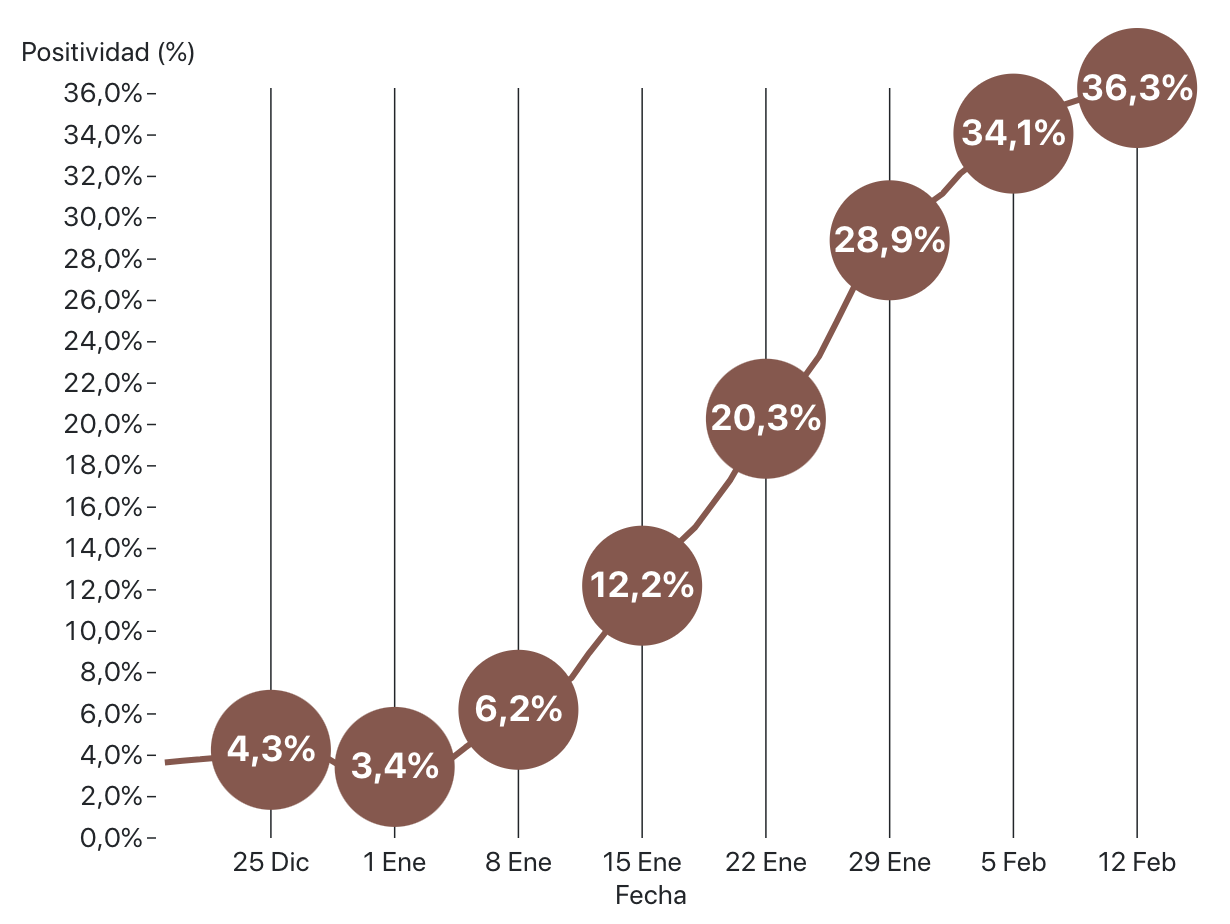 Positividad (%)
36,0%
34,0%
32,0%
30,0%
28,0%
26,0%
24,0%
22,0%
20,0%
18,0%
16,0%
14,0%
12,0%
10,0%
8,0%
6,0%
4,0%
2,0%
0,0%
4,3%
3,4%
6,2%
12,2%
20,3%
28,9%
34,1%
36,3%
25 Dic
1 Ene
8 Ene
15 Ene
22 Ene
29 Ene
5 Feb
12 Feb
Fecha